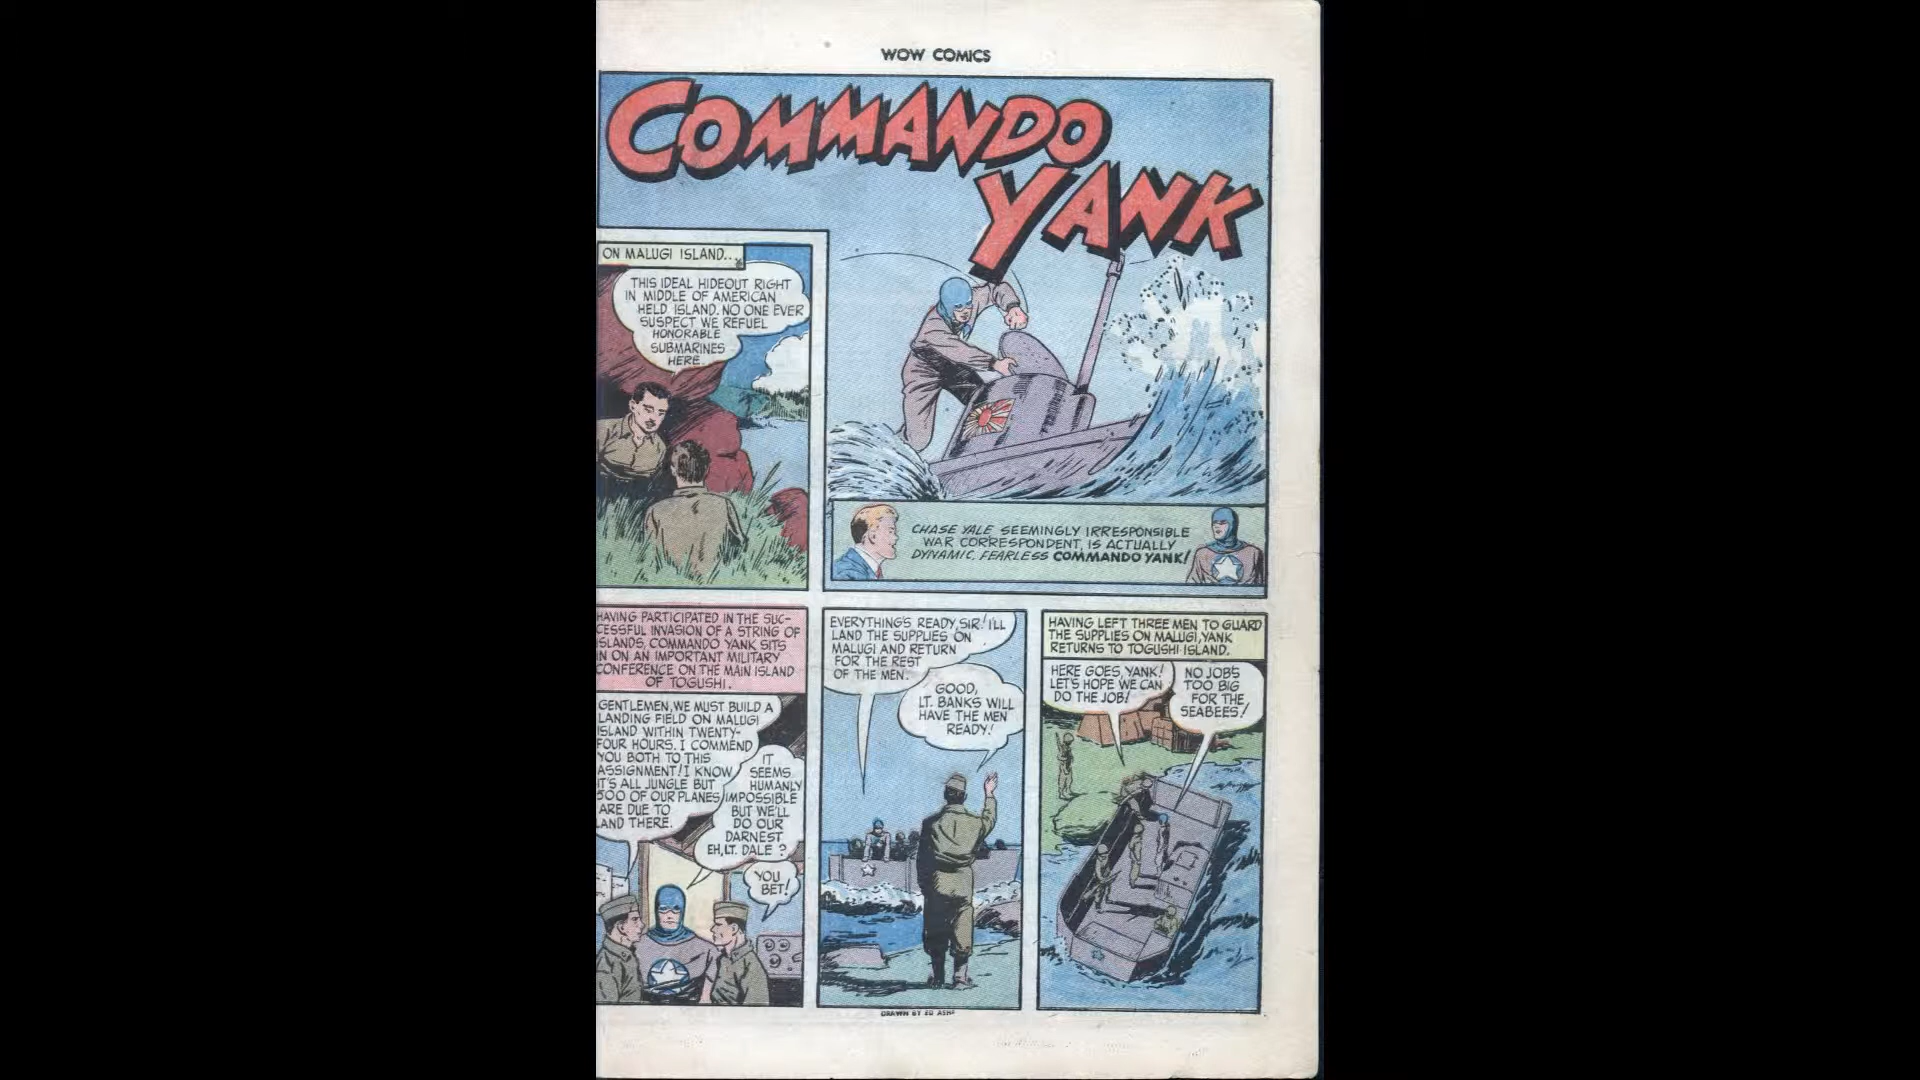 WOW COMICS
COMMANDO
YANK
ON MALUGI ISLAND...
THIS IDEAL HIDEOUT RIGHT
IN MIDDLE OF AMERICAN
HELD ISLAND. NO ONE EVER
SUSPECT WE REFUEL
HONORABLE
SUBMARINES
HERE.
CHASE YALE SEEMINGLY IRRESPONSIBLE
WAR CORRESPONDENT, IS ACTUALLY
DYNAMIC, FEARLESS COMMANDO YANK!
HAVING PARTICIPATED IN THE SUC-
CESSFUL INVASION OF A STRING OF
ISLANDS, COMMANDO YANK SITS
IN ON AN IMPORTANT MILITARY
CONFERENCE ON THE MAIN ISLAND
OF TOGUSHI.
GENTLEMEN, WE MUST BUILD A
LANDING FIELD ON MALUGI
ISLAND WITHIN TWENTY-
FOUR HOURS. I COMMEND
YOU BOTH TO THIS
ASSIGNMENT! I KNOW
IT'S ALL JUNGLE BUT
500 OF OUR PLANES
ARE DUE TO
LAND THERE.
IT
SEEMS
HUMANLY
IMPOSSIBLE
BUT WE'LL
DO OUR
DARNEST
EH, LT. DALE?
YOU
BET!
EVERYTHING'S READY, SIR! I'LL
LAND THE SUPPLIES ON
MALUGI AND RETURN
FOR THE REST
OF THE MEN.
GOOD,
LT. BANKS WILL
HAVE THE MEN
READY!
HAVING LEFT THREE MEN TO GUARD
THE SUPPLIES ON MALUGI, YANK
RETURNS TO TOGUSHI ISLAND.
HERE GOES, YANK!
LET'S HOPE WE CAN
DO THE JOB!
NO JOB'S
TOO BIG
FOR THE
SEABEES!
DRAWN BY ED ASHE